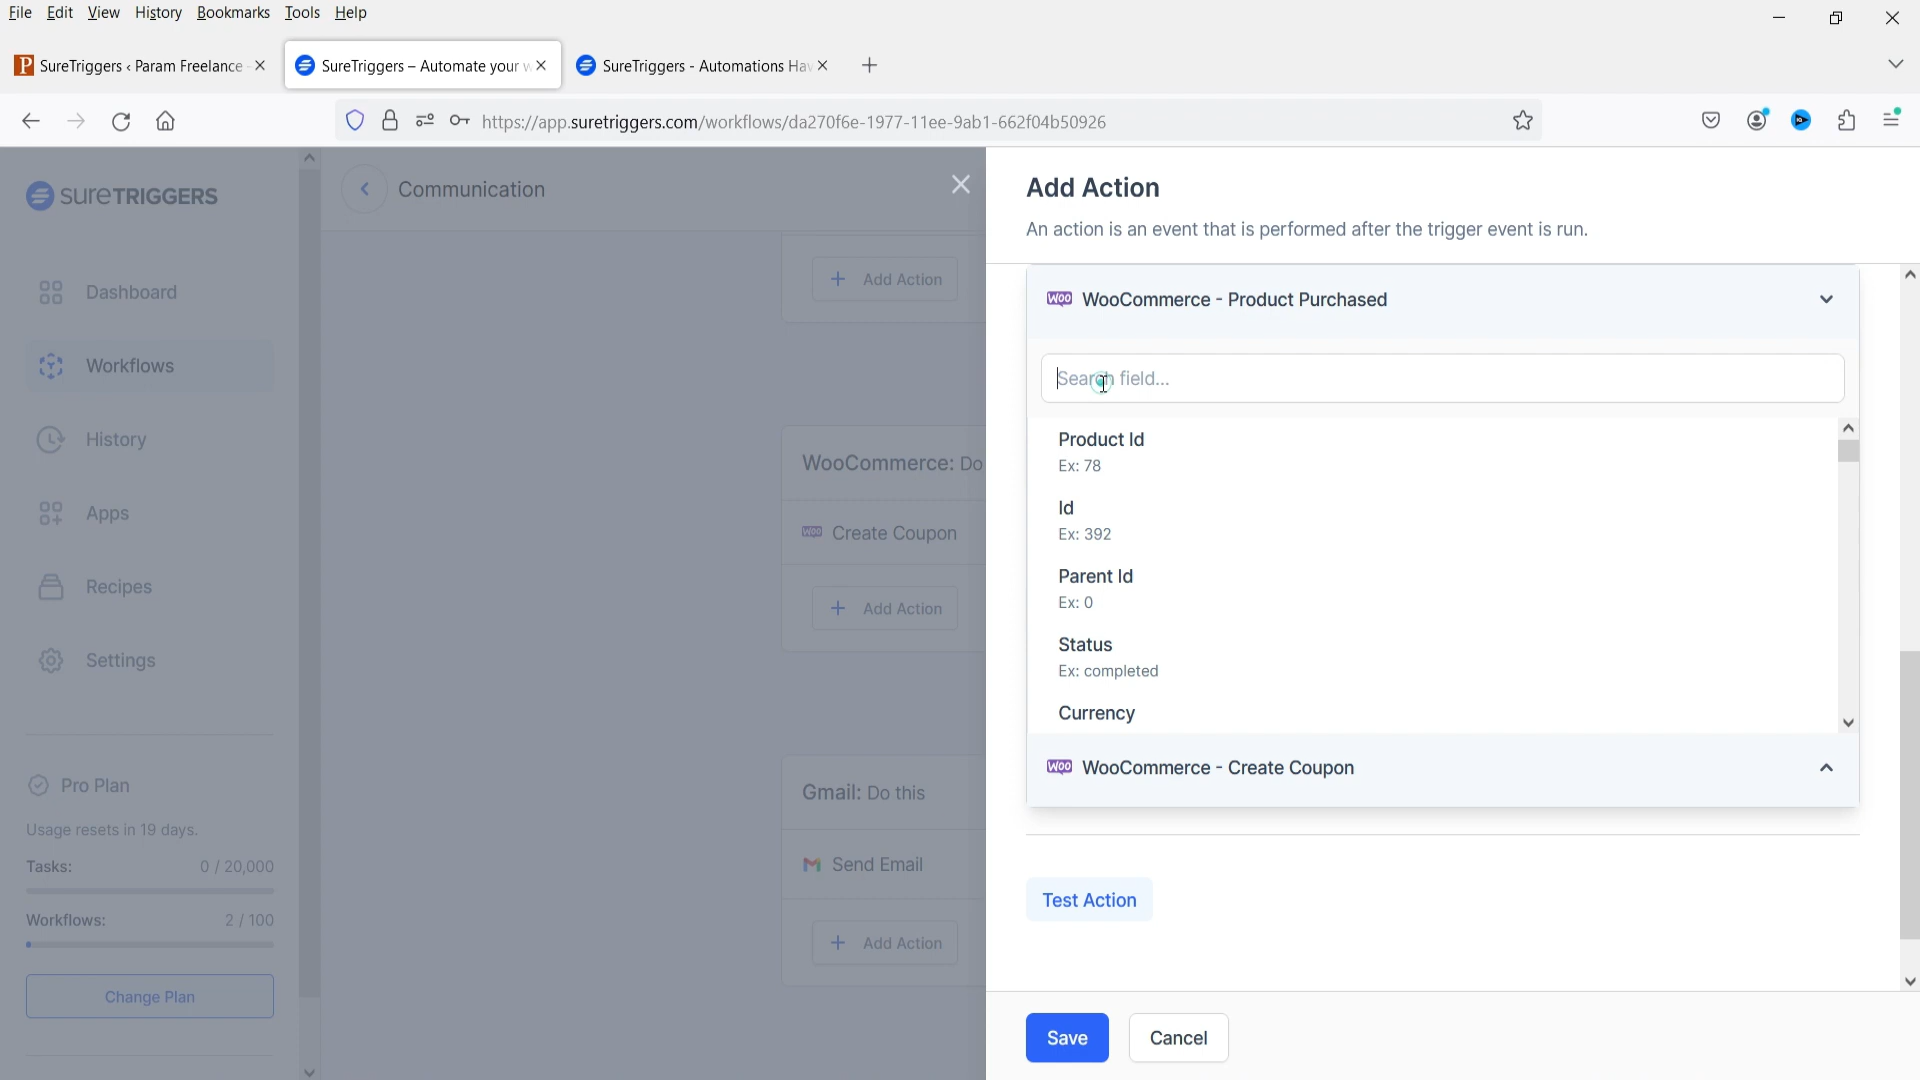 File Edit View History Bookmarks Tools Help
SureTriggers ‹ Param Freelance
SureTriggers – Automate your w
SureTriggers - Automations Hav
https://app.suretriggers.com/workflows/da270f6e-1977-11ee-9ab1-662f04b50926
SURETRIGGERS
Dashboard
Workflows
History
Apps
Recipes
Settings
Pro Plan
Usage resets in 19 days.
Tasks: 0 / 20,000
Workflows: 2 / 100
Change Plan
Communication
Add Action
WooCommerce: Do
Create Coupon
Add Action
Gmail: Do this
Send Email
Add Action
Add Action
An action is an event that is performed after the trigger event is run.
WooCommerce - Product Purchased
Search field...
Product Id
Ex: 78
Id
Ex: 392
Parent Id
Ex: 0
Status
Ex: completed
Currency
WooCommerce - Create Coupon
Test Action
Save
Cancel